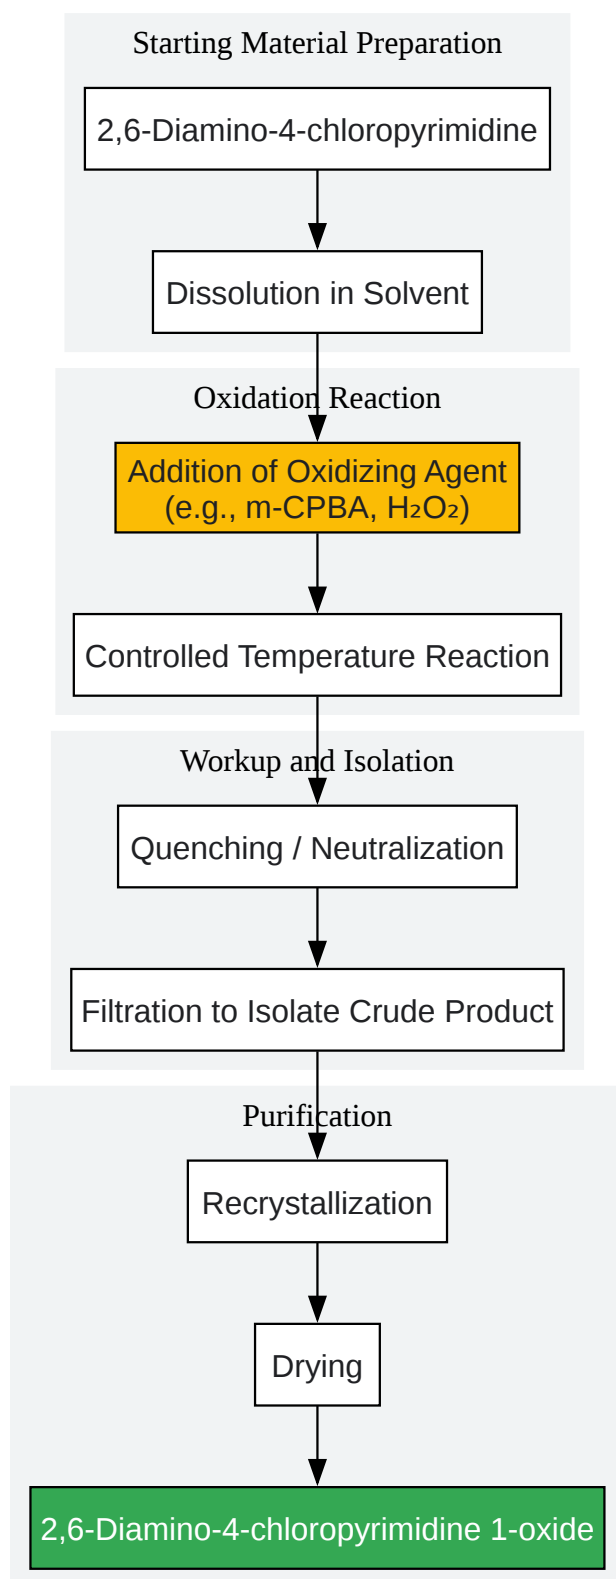 Starting Material Preparation
2,6-Diamino-4-chloropyrimidine
Dissolution in Solvent
Oxidation Reaction
Addition of Oxidizing Agent
(e.g., m-CPBA, H₂O₂)
Controlled Temperature Reaction
Workup and Isolation
Quenching / Neutralization
Filtration to Isolate Crude Product
Purification
Recrystallization
Drying
2,6-Diamino-4-chloropyrimidine 1-oxide